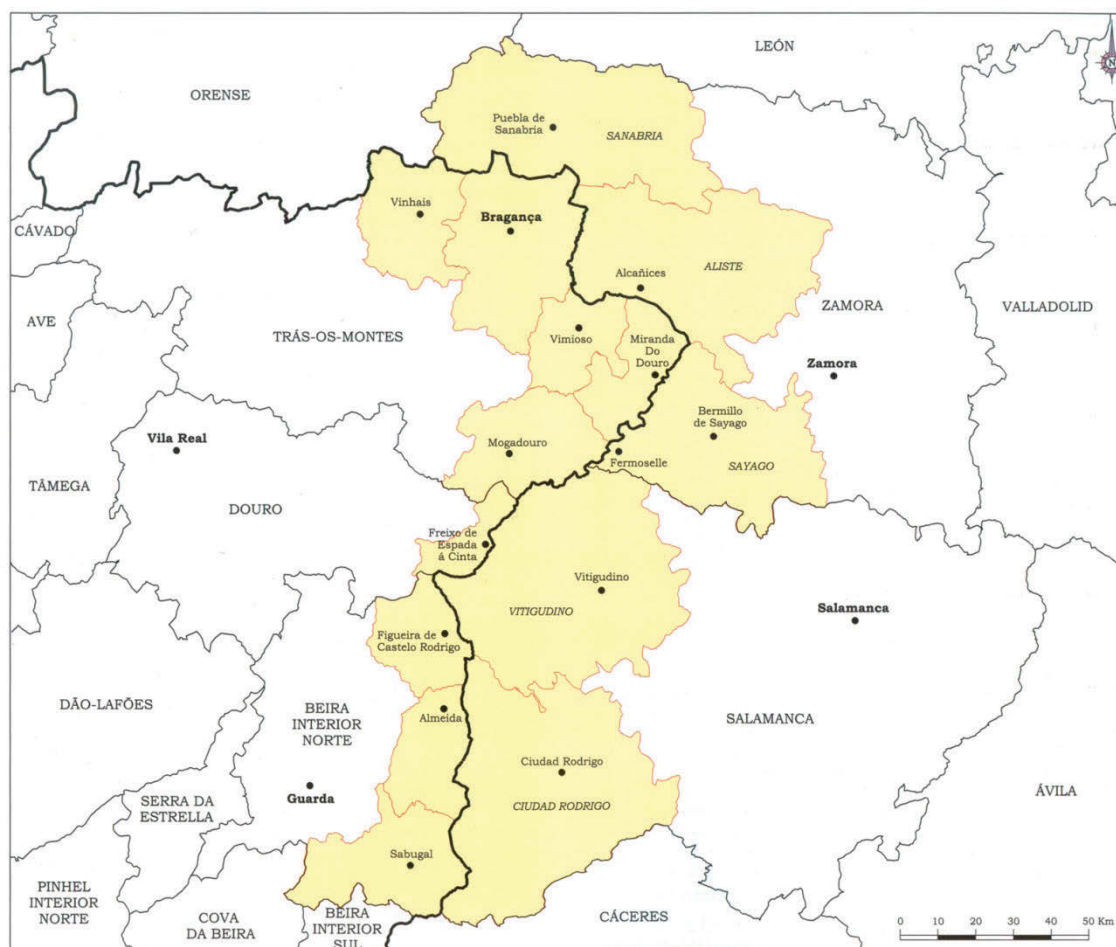 LEÓN
N
ORENSE
Puebla de
Sanabria
SANABRIA
Vinhais
Bragança
CÁVADO
ALISTE
Alcañices
ZAMORA
VALLADOLID
AVE
TRÁS-OS-MONTES
Vimioso
Miranda
Do
Douro
Zamora
Bermillo
de Sayago
Vila Real
Mogadouro
Fermoselle
SAYAGO
TÂMEGA
DOURO
Freixo de
Espada
á Cinta
Vitigudino
VITIGUDINO
Salamanca
Figueira de
Castelo Rodrigo
DÃO-LAFÕES
BEIRA
INTERIOR
NORTE
Almeida
SALAMANCA
Ciudad Rodrigo
Guarda
ÁVILA
SERRA DA
ESTRELLA
CIUDAD RODRIGO
Sabugal
PINHEL
INTERIOR
NORTE
COVA
DA BEIRA
BEIRA
INTERIOR
SUL
CÁCERES
0 10 20 30 40 50 Km